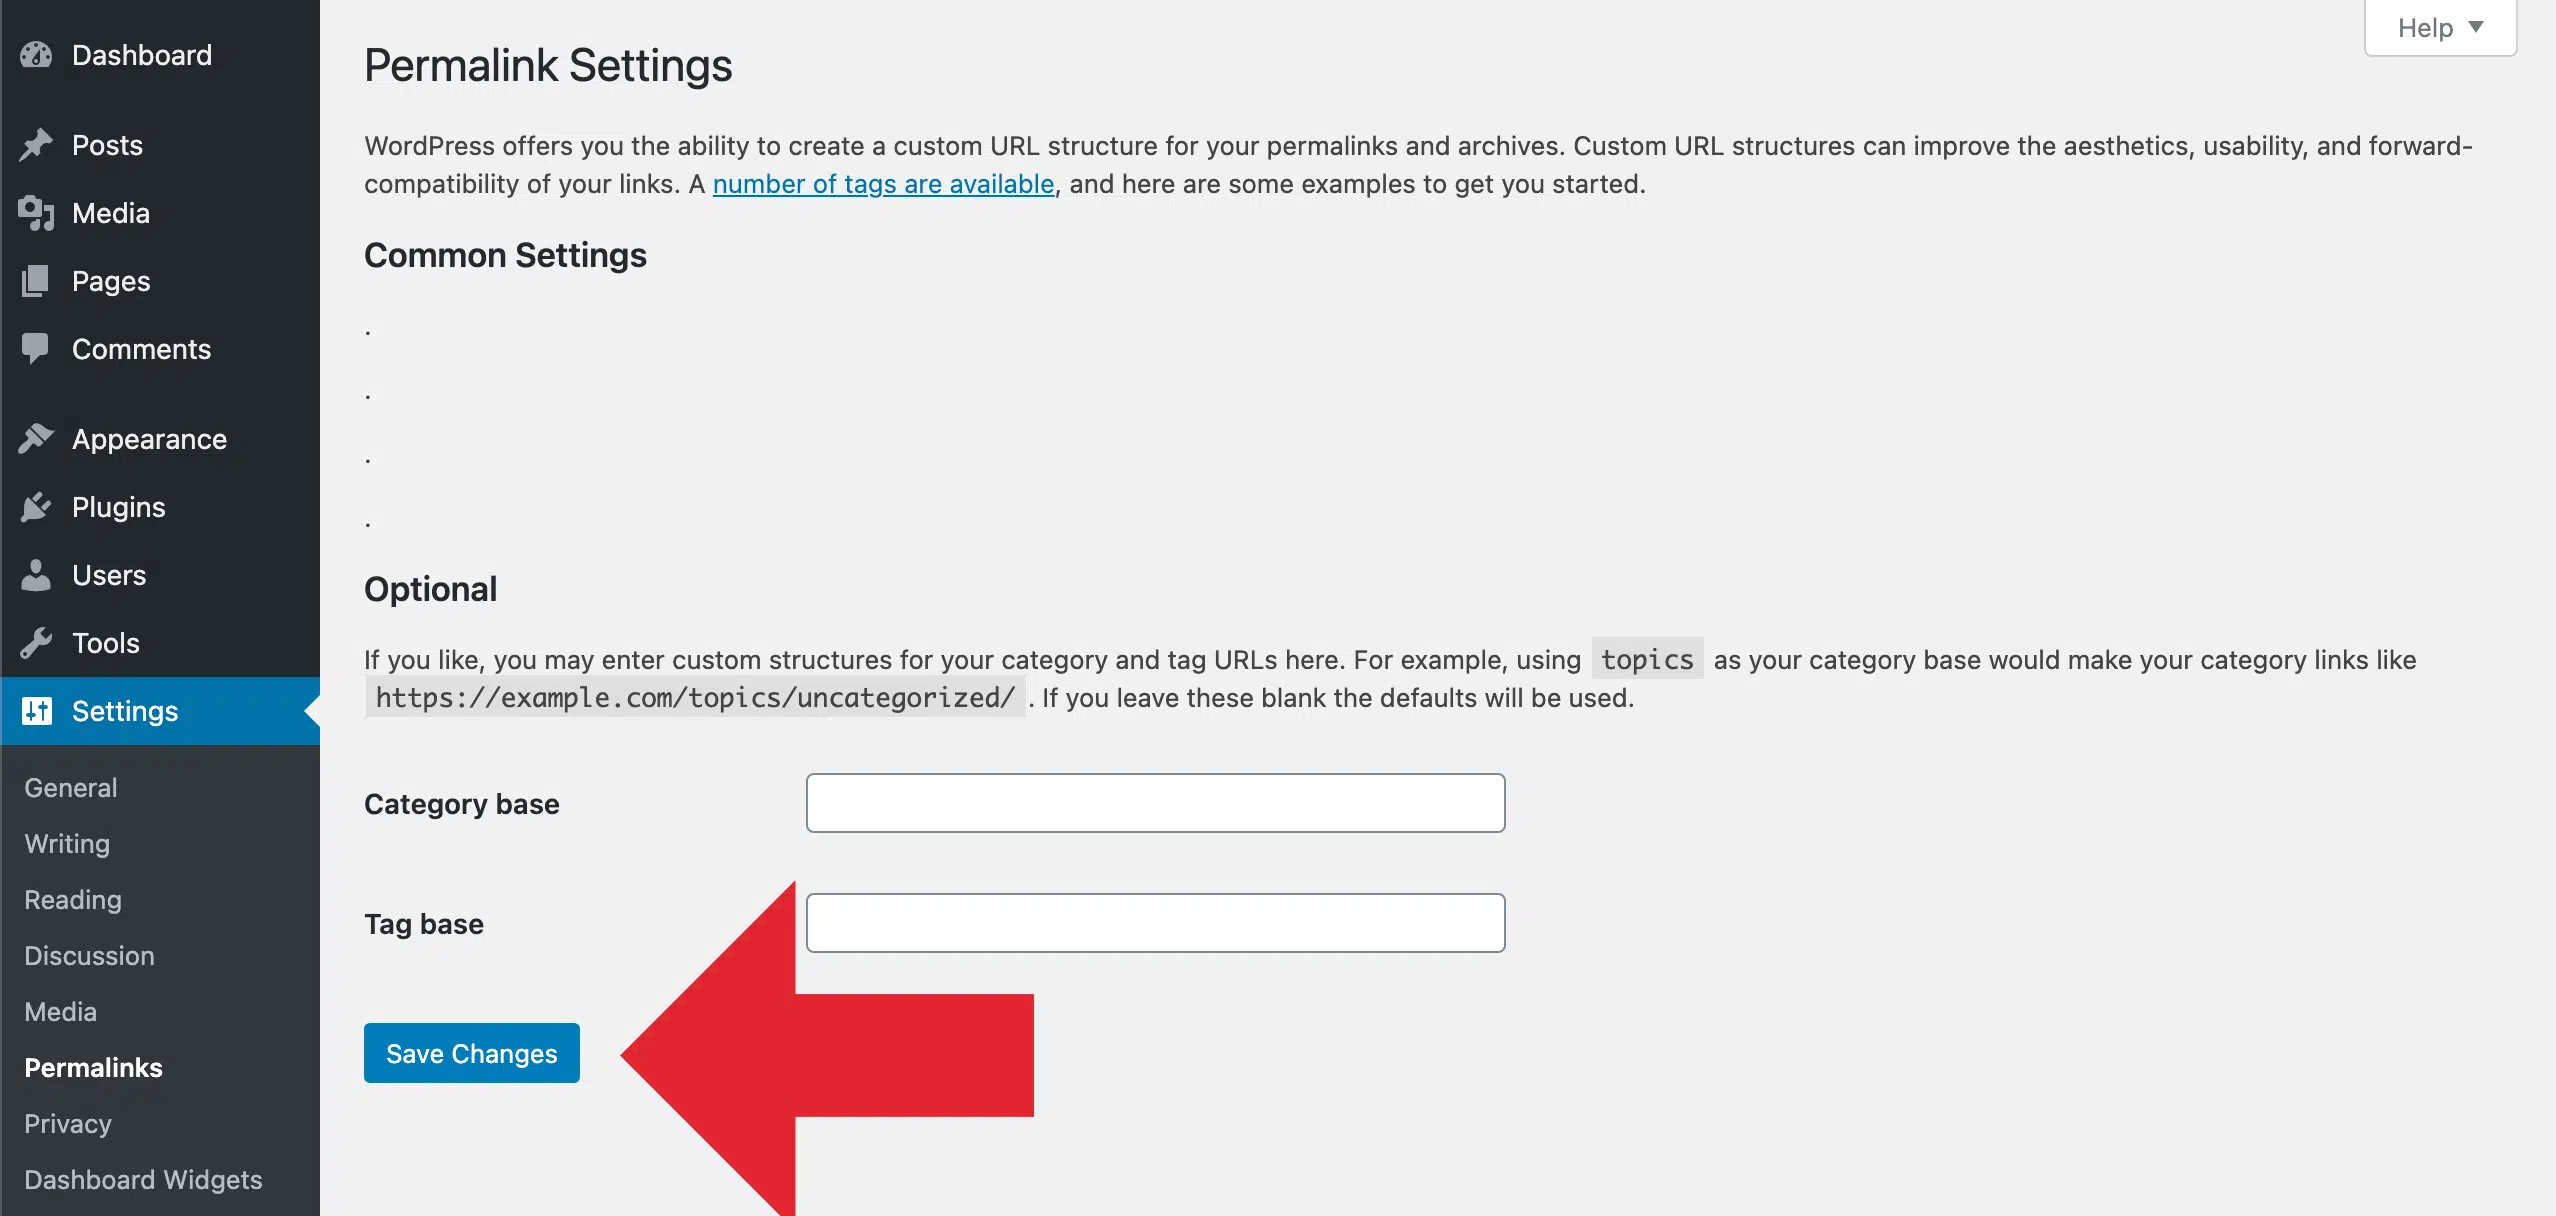 Dashboard
Posts
Media
Pages
Comments
Appearance
Plugins
Users
Tools
Settings
General
Writing
Reading
Discussion
Media
Permalinks
Privacy
Dashboard Widgets
Help ▼
Permalink Settings
WordPress offers you the ability to create a custom URL structure for your permalinks and archives. Custom URL structures can improve the aesthetics, usability, and forward-
compatibility of your links. A number of tags are available, and here are some examples to get you started.
Common Settings
.
.
.
.
Optional
If you like, you may enter custom structures for your category and tag URLs here. For example, using topics as your category base would make your category links like
https://example.com/topics/uncategorized/ . If you leave these blank the defaults will be used.
Category base
Tag base
Save Changes